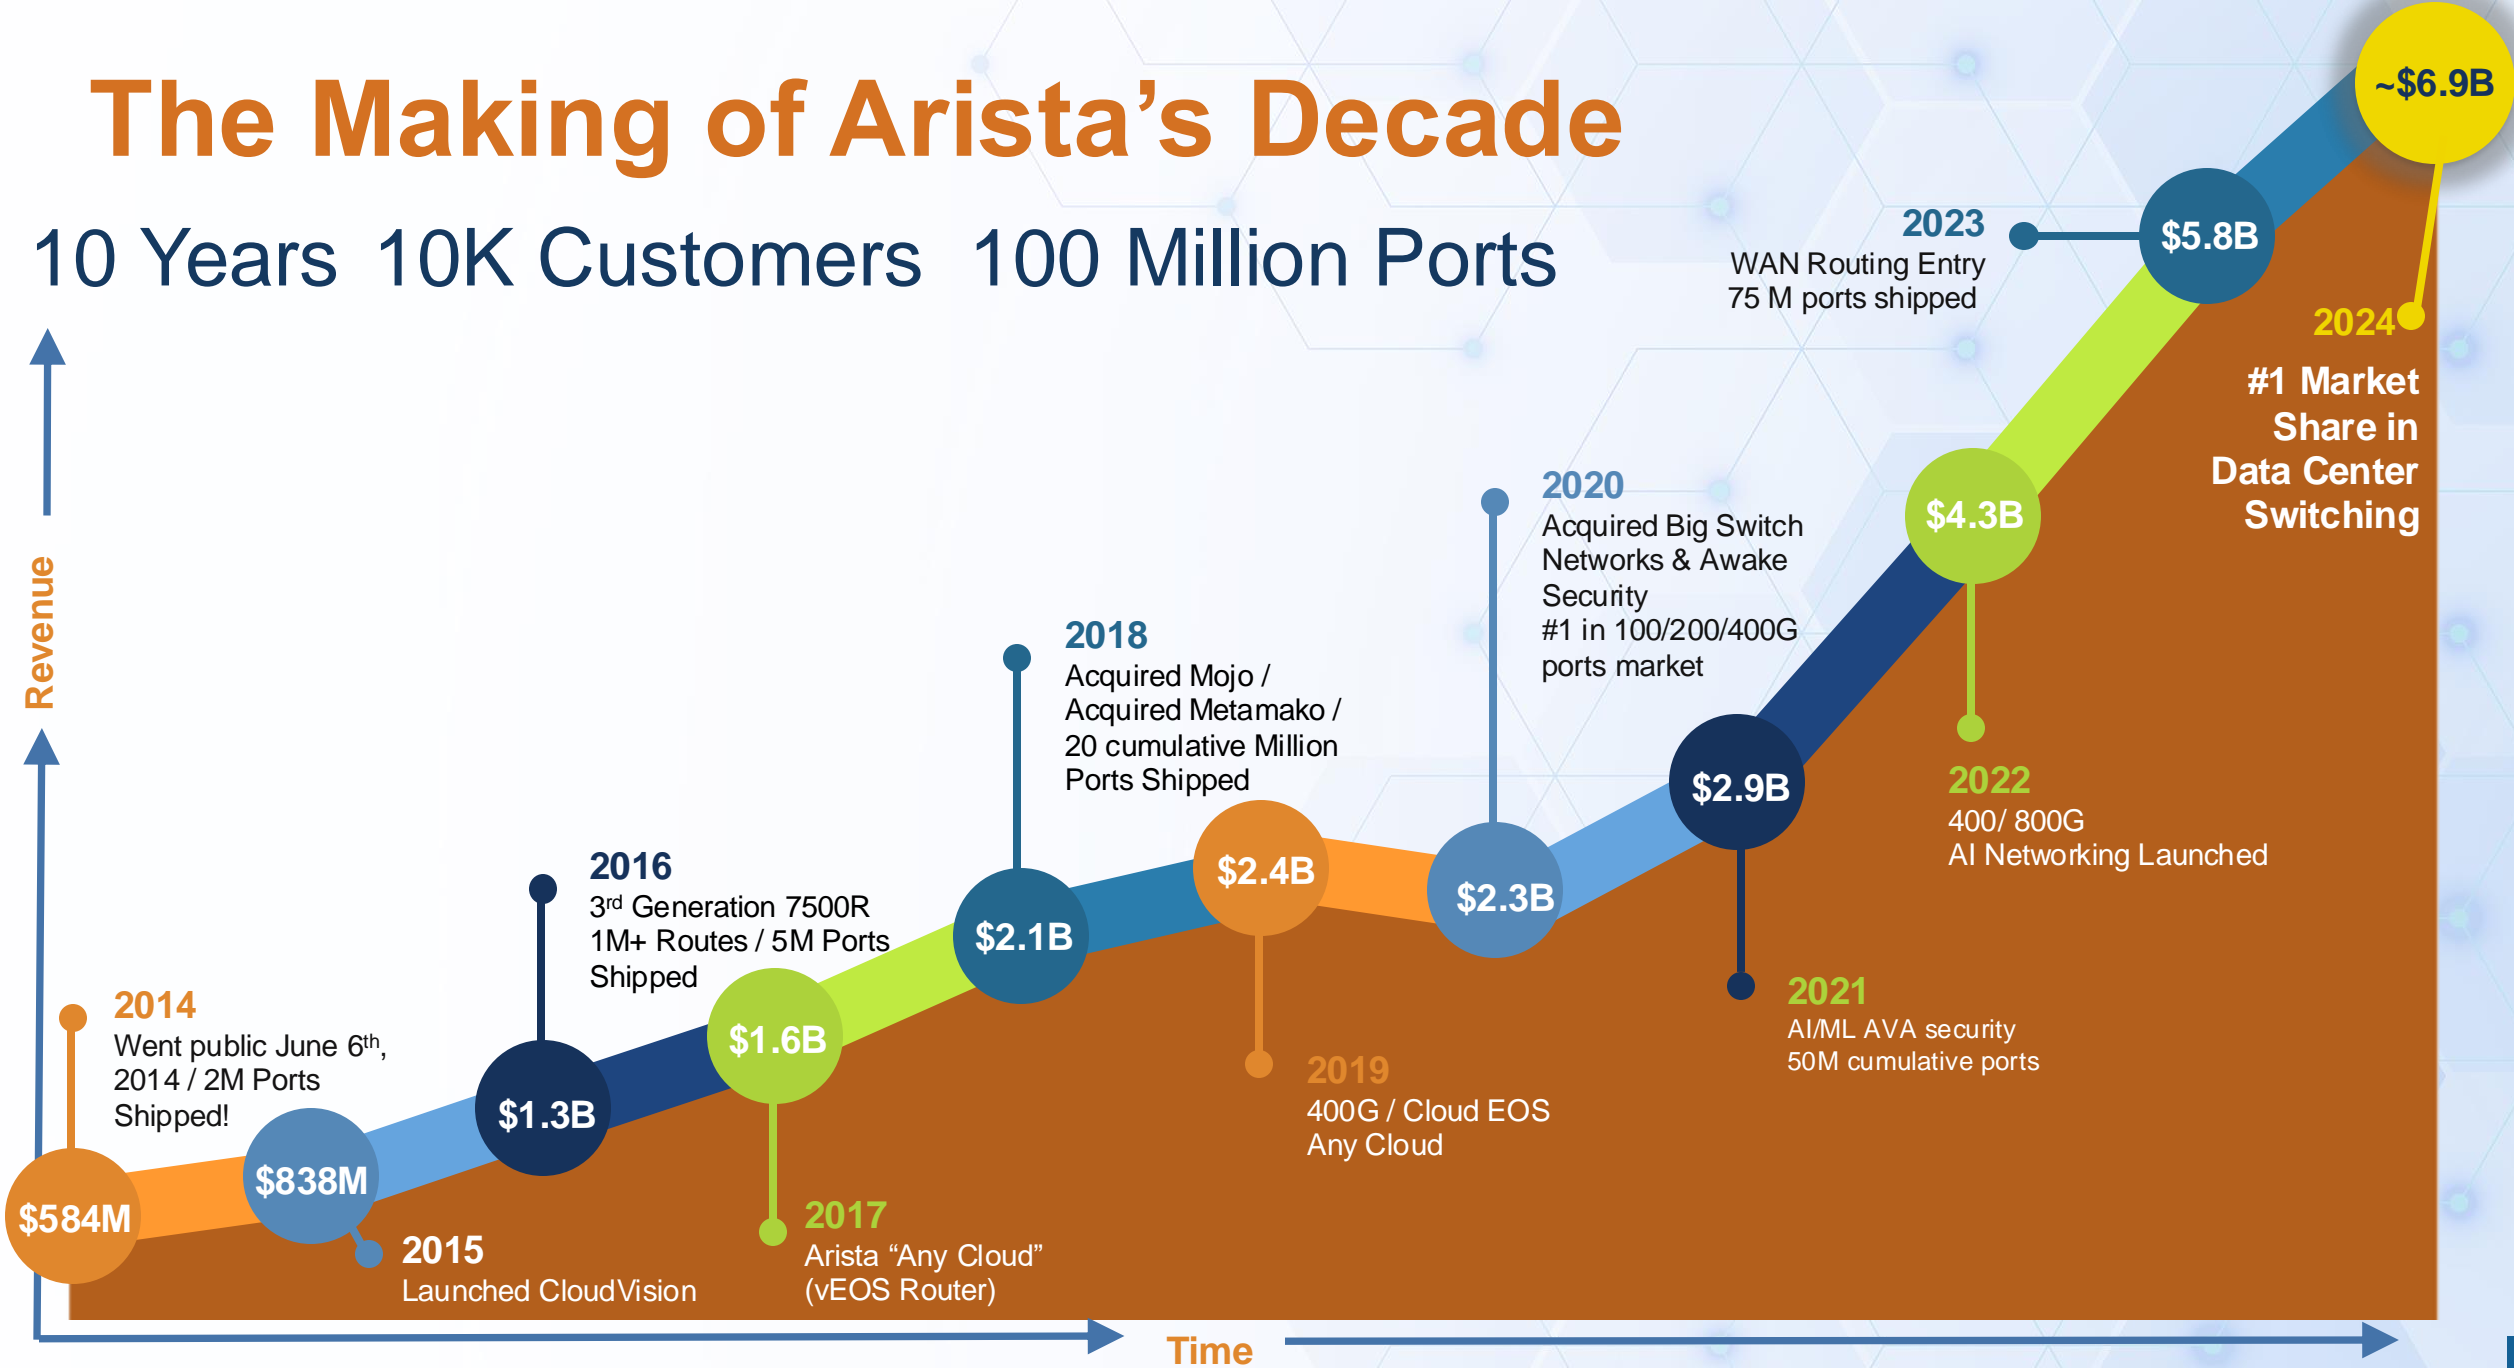 The Making of Arista’s Decade
10 Years 10K Customers 100 Million Ports
Revenue
$584M
2014
Went public June 6th,
2014 / 2M Ports
Shipped!
$838M
2015
Launched CloudVision
$1.3B
2016
3rd Generation 7500R
1M+ Routes / 5M Ports
Shipped
$1.6B
2017
Arista “Any Cloud”
(vEOS Router)
$2.1B
2018
Acquired Mojo /
Acquired Metamako /
20 cumulative Million
Ports Shipped
$2.4B
2019
400G / Cloud EOS
Any Cloud
$2.3B
2020
Acquired Big Switch
Networks & Awake
Security
#1 in 100/200/400G
ports market
$2.9B
2021
AI/ML AVA security
50M cumulative ports
$4.3B
2022
400/ 800G
AI Networking Launched
$5.8B
2023
WAN Routing Entry
75 M ports shipped
~$6.9B
2024
#1 Market
Share in
Data Center
Switching
Time